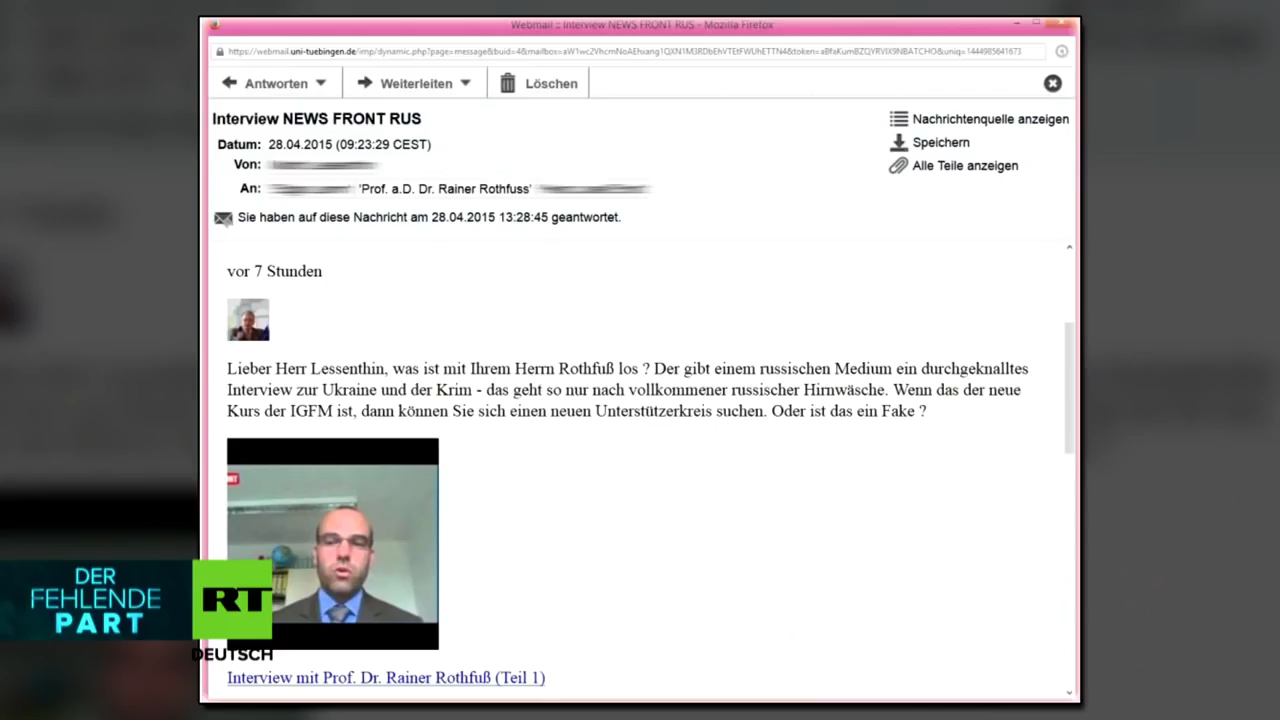 Webmail :: Interview NEWS FRONT RUS - Mozilla Firefox
Antworten
Weiterleiten
Löschen
Interview NEWS FRONT RUS
Nachrichtenquelle anzeigen
Datum: 28.04.2015 (09:23:29 CEST)
Speichern
Von:
Alle Teile anzeigen
An: 'Prof. a.D. Dr. Rainer Rothfuss'
Sie haben auf diese Nachricht am 28.04.2015 13:28:45 geantwortet.
vor 7 Stunden
Lieber Herr Lessenthin, was ist mit Ihrem Herrn Rothfuß los ? Der gibt einem russischen Medium ein durchgeknalltes
Interview zur Ukraine und der Krim - das geht so nur nach vollkommener russischer Hirnwäsche. Wenn das der neue
Kurs der IGFM ist, dann können Sie sich einen neuen Unterstützerkreis suchen. Oder ist das ein Fake ?
DER
FEHLENDE
PART
RT
DEUTSCH
Interview mit Prof. Dr. Rainer Rothfuß (Teil 1)